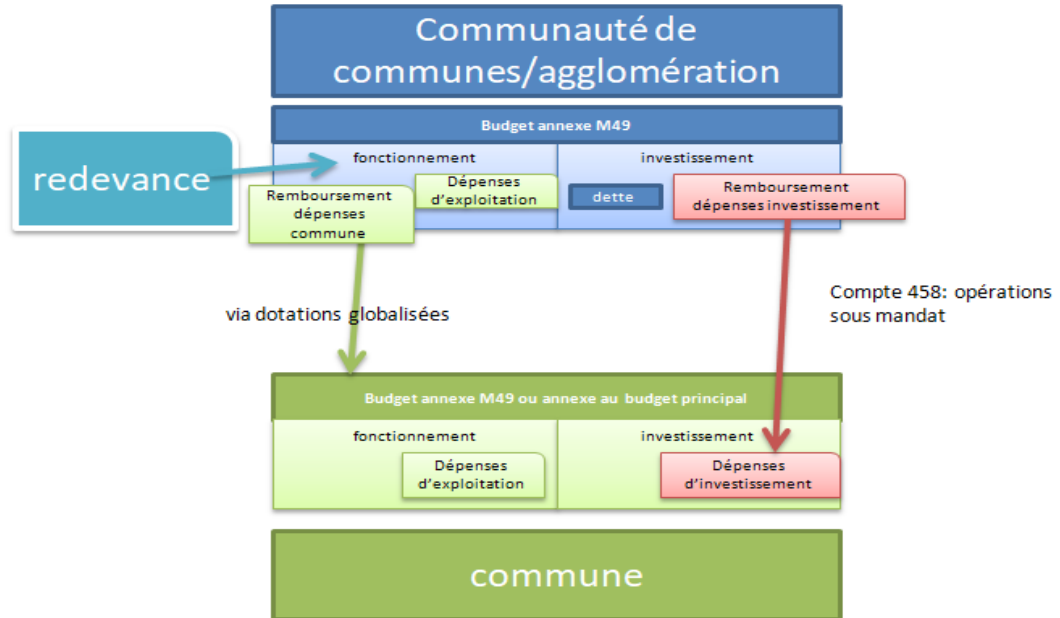 Communauté de
communes/agglomération
Budget annexe M49
redevance
fonctionnement
investissement
Remboursement
dépenses
commune
Dépenses
d'exploitation
dette
Remboursement
dépenses investissement
via dotations globalisées
Compte 458: opérations
sous mandat
Budget annexe M49 ou annexe au budget principal
fonctionnement
investissement
Dépenses
d'exploitation
Dépenses
d'investissement
commune